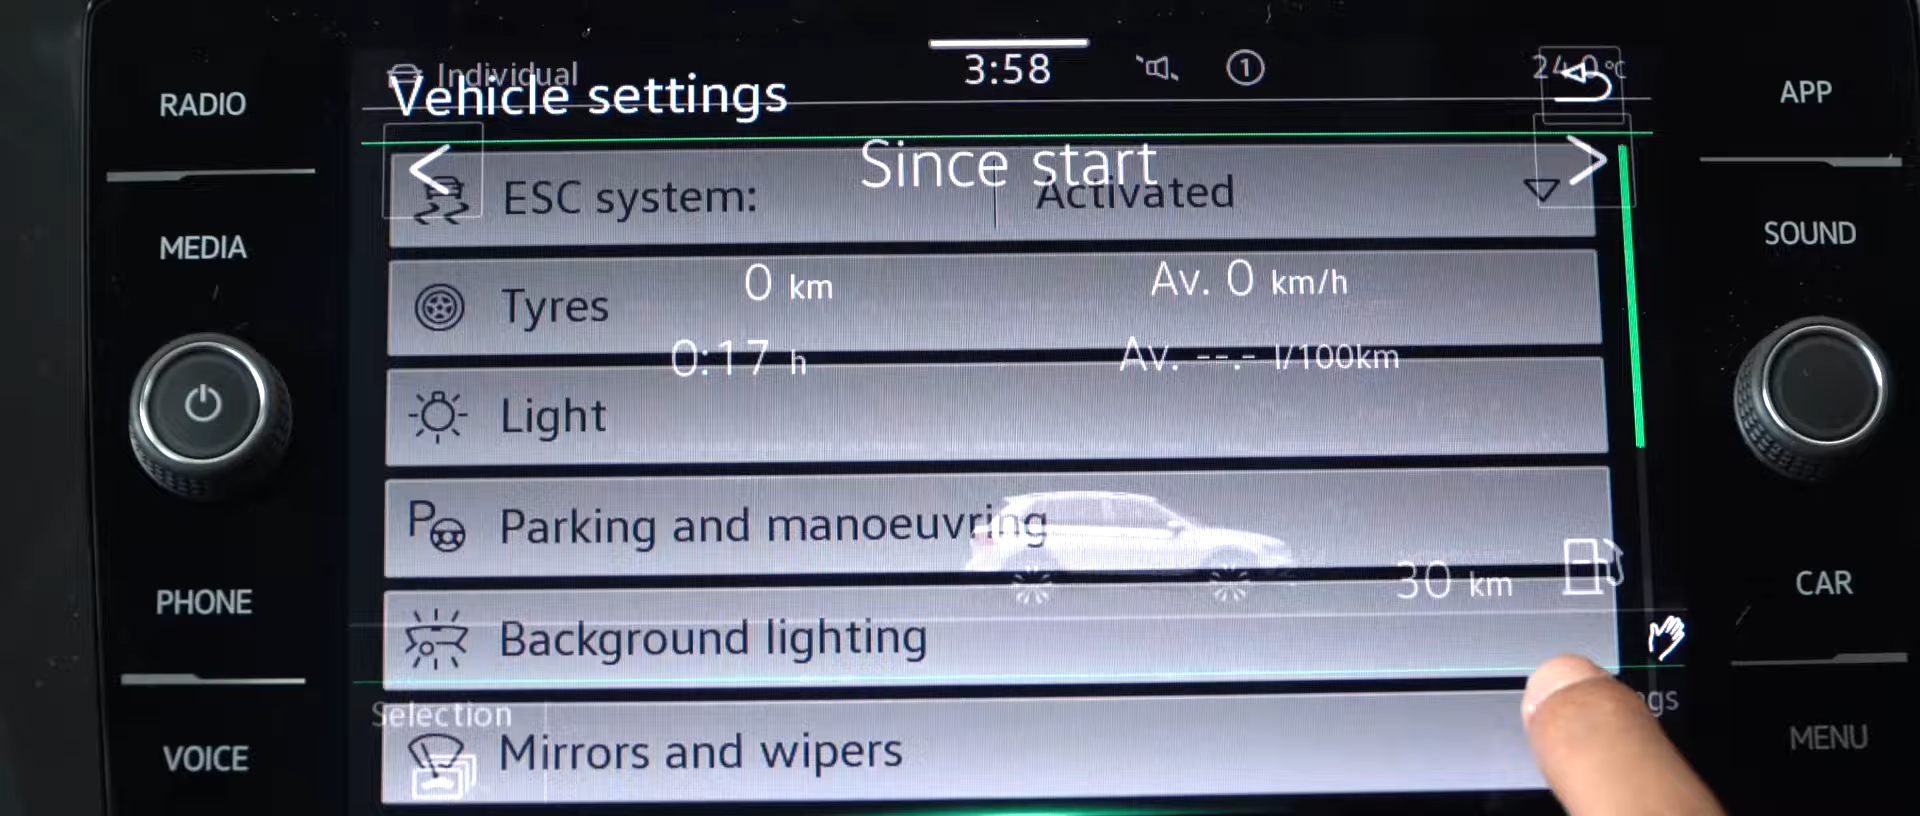 RADIO
MEDIA
PHONE
VOICE
Individual
3:58
1
Vehicle settings
Since start
ESC system: Activated
0 km Av. 0 km/h
Tyres
0:17 h Av. --.- l/100km
Light
Parking and manoeuvring
30 km
Background lighting
Selection
Mirrors and wipers
APP
SOUND
CAR
MENU